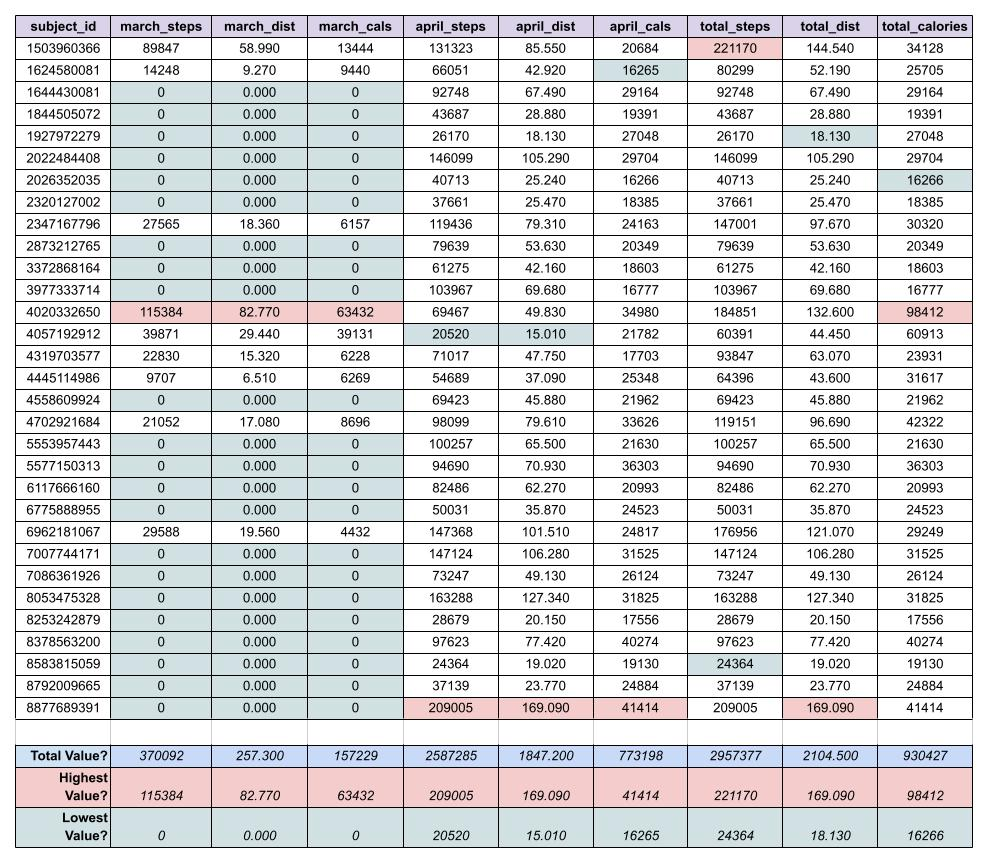 subject_id march_steps march_dist march_cals april_steps april_dist april_cals total_steps total_dist total_calories
1503960366 89847 58.990 13444 131323 85.550 20684 221170 144.540 34128
1624580081 14248 9.270 9440 66051 42.920 16265 80299 52.190 25705
1644430081 0 0.000 0 92748 67.490 29164 92748 67.490 29164
1844505072 0 0.000 0 43687 28.880 19391 43687 28.880 19391
1927972279 0 0.000 0 26170 18.130 27048 26170 18.130 27048
2022484408 0 0.000 0 146099 105.290 29704 146099 105.290 29704
2026352035 0 0.000 0 40713 25.240 16266 40713 25.240 16266
2320127002 0 0.000 0 37661 25.470 18385 37661 25.470 18385
2347167796 27565 18.360 6157 119436 79.310 24163 147001 97.670 30320
2873212765 0 0.000 0 79639 53.630 20349 79639 53.630 20349
3372868164 0 0.000 0 61275 42.160 18603 61275 42.160 18603
3977333714 0 0.000 0 103967 69.680 16777 103967 69.680 16777
4020332650 115384 82.770 63432 69467 49.830 34980 184851 132.600 98412
4057192912 39871 29.440 39131 20520 15.010 21782 60391 44.450 60913
4319703577 22830 15.320 6228 71017 47.750 17703 93847 63.070 23931
4445114986 9707 6.510 6269 54689 37.090 25348 64396 43.600 31617
4558609924 0 0.000 0 69423 45.880 21962 69423 45.880 21962
4702921684 21052 17.080 8696 98099 79.610 33626 119151 96.690 42322
5553957443 0 0.000 0 100257 65.500 21630 100257 65.500 21630
5577150313 0 0.000 0 94690 70.930 36303 94690 70.930 36303
6117666160 0 0.000 0 82486 62.270 20993 82486 62.270 20993
6775888955 0 0.000 0 50031 35.870 24523 50031 35.870 24523
6962181067 29588 19.560 4432 147368 101.510 24817 176956 121.070 29249
7007744171 0 0.000 0 147124 106.280 31525 147124 106.280 31525
7086361926 0 0.000 0 73247 49.130 26124 73247 49.130 26124
8053475328 0 0.000 0 163288 127.340 31825 163288 127.340 31825
8253242879 0 0.000 0 28679 20.150 17556 28679 20.150 17556
8378563200 0 0.000 0 97623 77.420 40274 97623 77.420 40274
8583815059 0 0.000 0 24364 19.020 19130 24364 19.020 19130
8792009665 0 0.000 0 37139 23.770 24884 37139 23.770 24884
8877689391 0 0.000 0 209005 169.090 41414 209005 169.090 41414
Total Value? 370092 257.300 157229 2587285 1847.200 773198 2957377 2104.500 930427
Highest
Value? 115384 82.770 63432 209005 169.090 41414 221170 169.090 98412
Lowest
Value? 0 0.000 0 20520 15.010 16265 24364 18.130 16266